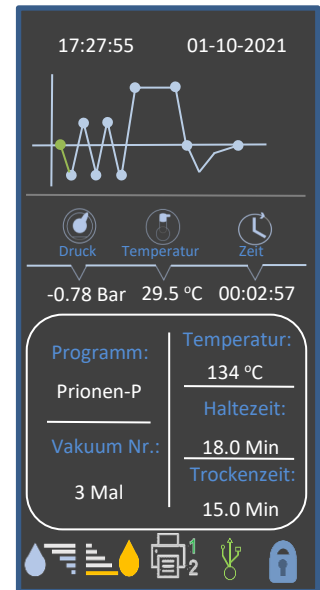 17:27:55 01-10-2021
Druck Temperatur Zeit
-0.78 Bar 29.5 °C 00:02:57
Programm:
Prionen-P
Vakuum Nr.:
3 Mal
Temperatur:
134 °C
Haltezeit:
18.0 Min
Trockenzeit:
15.0 Min
1
2